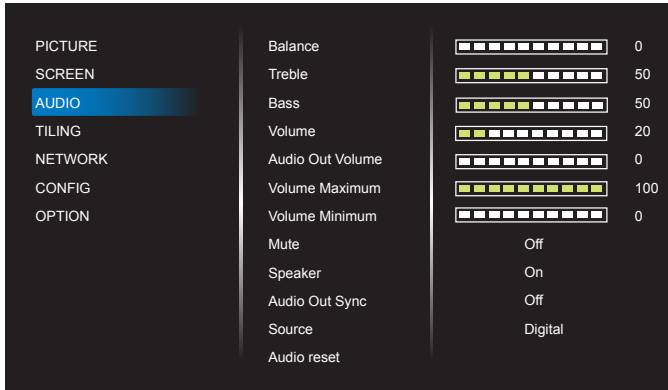 PICTURE
SCREEN
AUDIO
TILING
NETWORK
CONFIG
OPTION
Balance 0
Treble 50
Bass 50
Volume 20
Audio Out Volume 0
Volume Maximum 100
Volume Minimum 0
Mute Off
Speaker On
Audio Out Sync Off
Source Digital
Audio reset